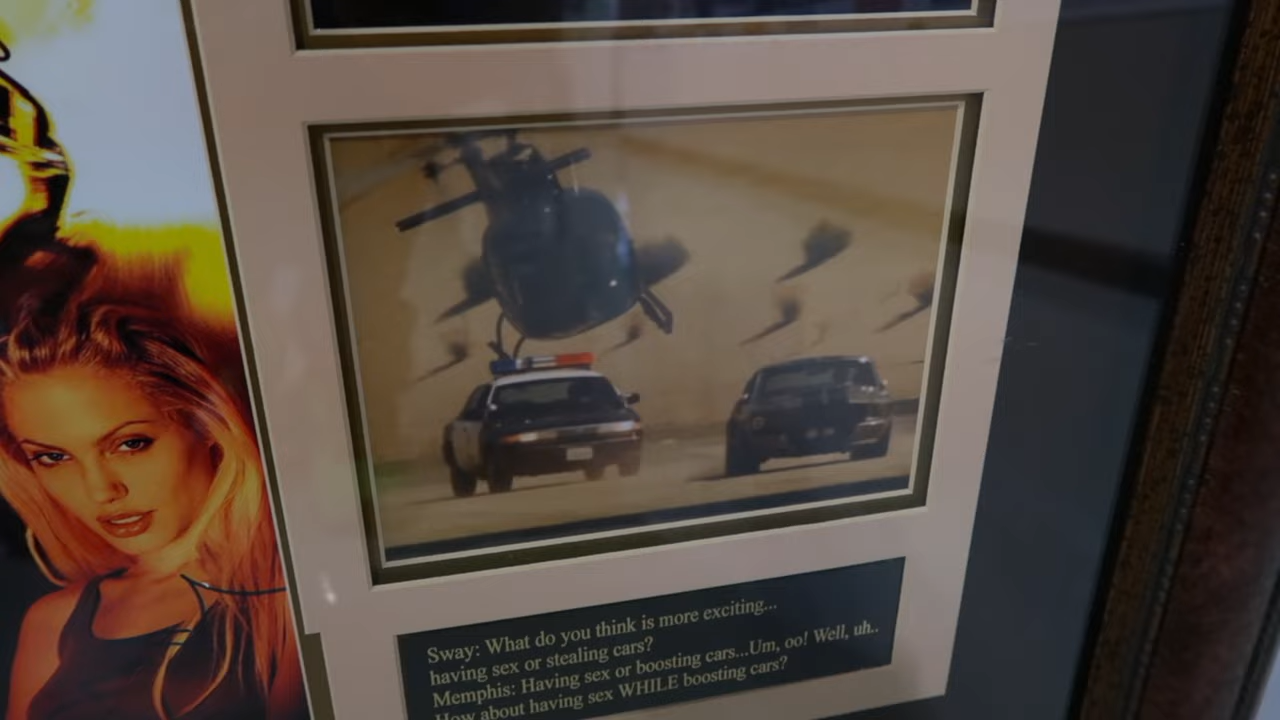 Sway: What do you think is more exciting...
having sex or stealing cars?
Memphis: Having sex or boosting cars...Um, oo! Well, uh..
How about having sex WHILE boosting cars?